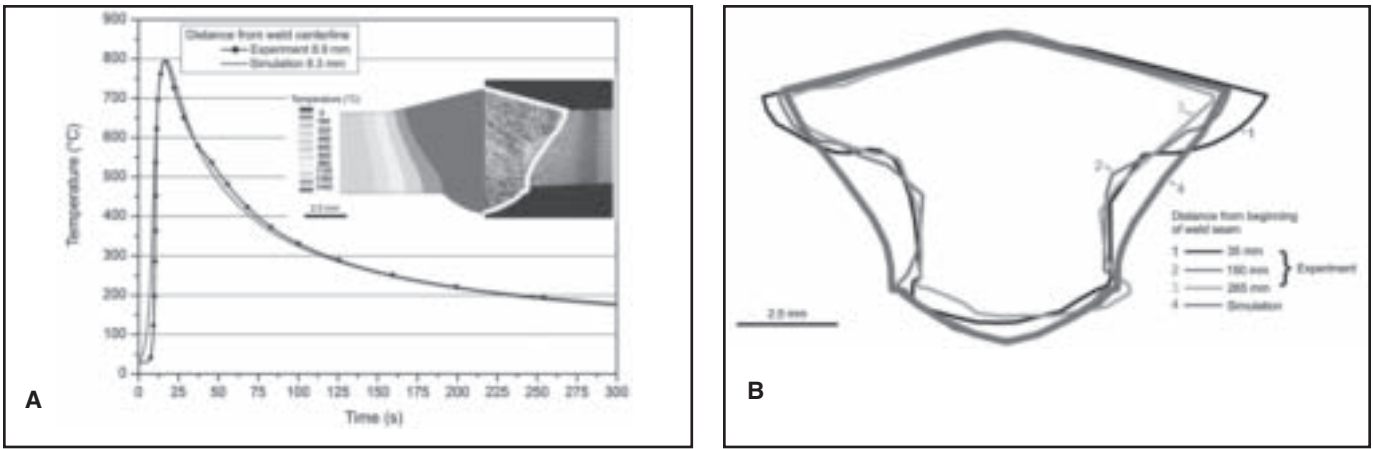 900
800
700
600
500
400
300
200
100
0
Temperature (°C)
Distance from weld centerline
Experiment 8.8 mm
Simulation 8.3 mm
Temperature (°C)
2.5 mm
0 25 50 75 100 125 150 175 200 225 250 275 300
Time (s)
A
3
1
2
4
Distance from beginning
of weld seam
1 35 mm
2 150 mm
3 265 mm
4 Simulation
Experiment
2.5 mm
B